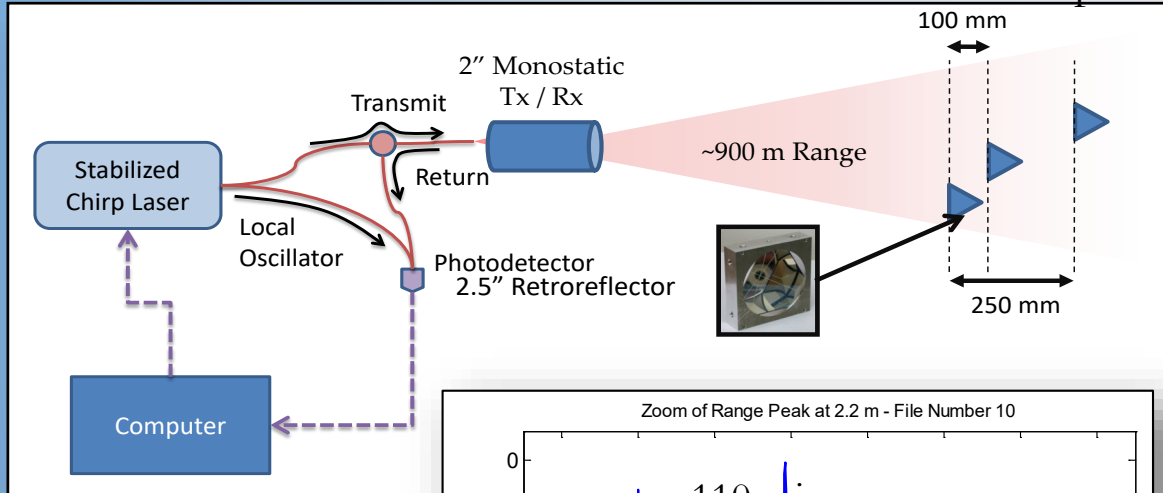 100 mm
2” Monostatic
Tx / Rx
Transmit
Stabilized
Chirp Laser
~900 m Range
Return
Local
Oscillator
Photodetector
2.5” Retroreflector
250 mm
Computer
Zoom of Range Peak at 2.2 m - File Number 10
0